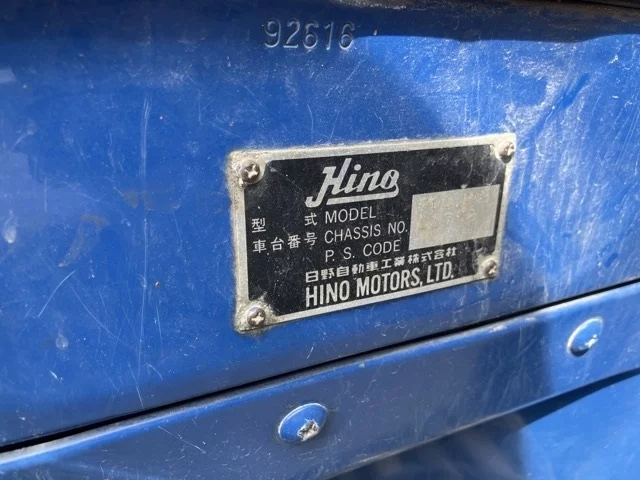 92616
Hino
型 式 MODEL
車台番号 CHASSIS NO.
P. S. CODE
日野自動車工業株式会社
HINO MOTORS, LTD.